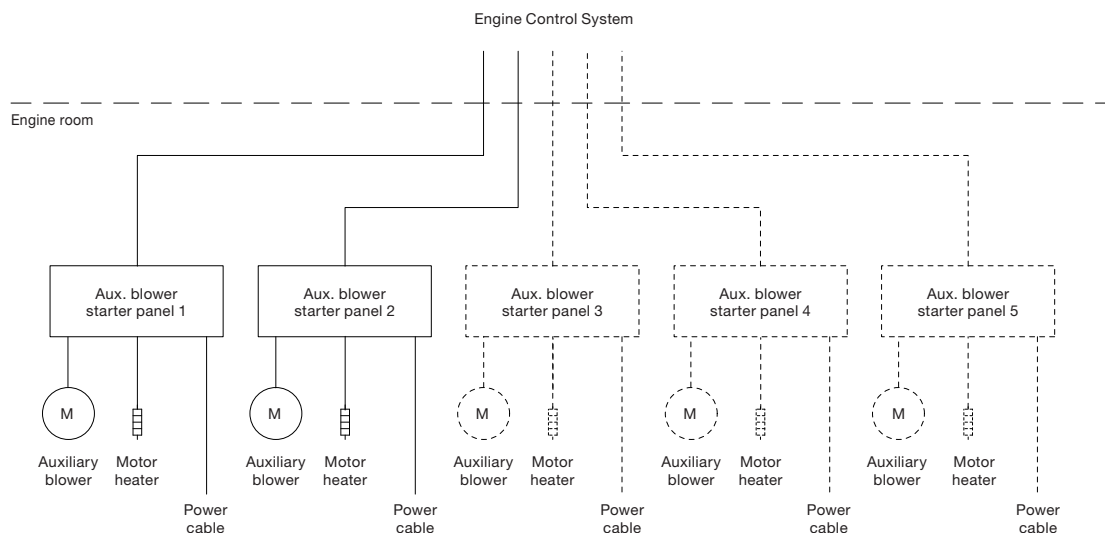 Engine Control System
Engine room
Aux. blower
starter panel 1
Aux. blower
starter panel 2
Aux. blower
starter panel 3
Aux. blower
starter panel 4
Aux. blower
starter panel 5
M
M
M
M
M
Auxiliary
blower
Motor
heater
Auxiliary
blower
Motor
heater
Auxiliary
blower
Motor
heater
Auxiliary
blower
Motor
heater
Auxiliary
blower
Motor
heater
Power
cable
Power
cable
Power
cable
Power
cable
Power
cable